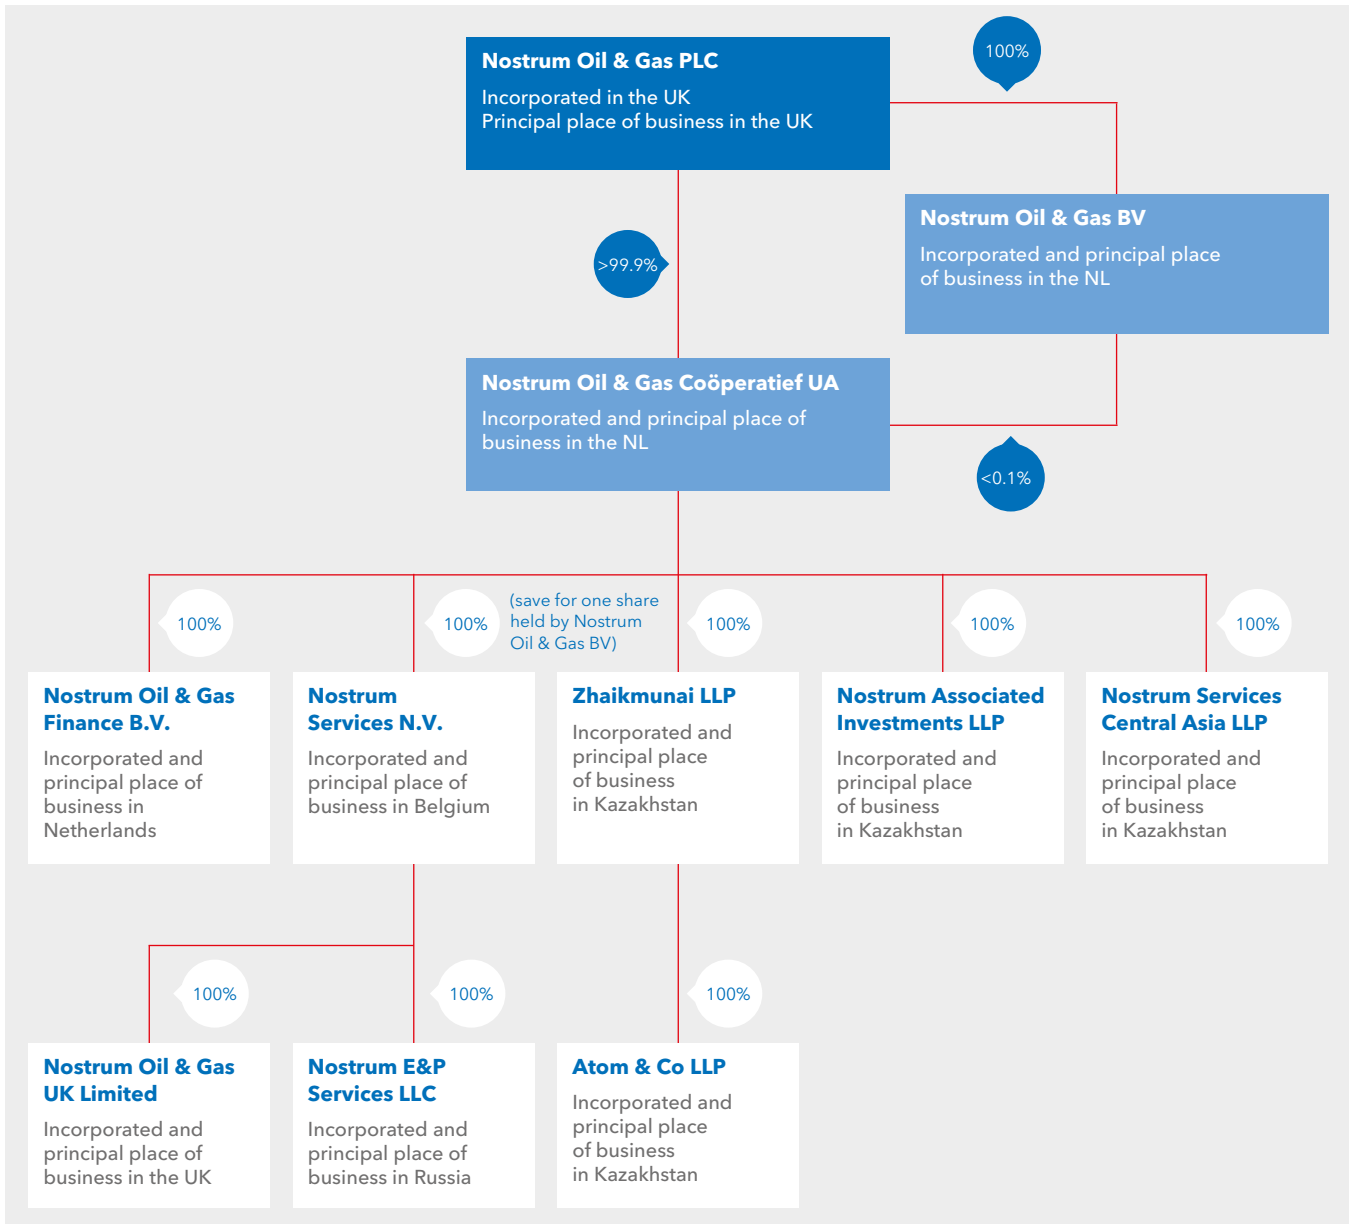 Nostrum Oil & Gas PLC
Incorporated in the UK
Principal place of business in the UK
100%
Nostrum Oil & Gas BV
Incorporated and principal place
of business in the NL
>99.9%
Nostrum Oil & Gas Coöperatief UA
Incorporated and principal place of
business in the NL
<0.1%
100%
100%
(save for one share
held by Nostrum
Oil & Gas BV)
100%
100%
100%
Nostrum Oil & Gas
Finance B.V.
Incorporated and
principal place of
business in
Netherlands
Nostrum
Services N.V.
Incorporated and
principal place of
business in Belgium
Zhaikmunai LLP
Incorporated and
principal place
of business
in Kazakhstan
Nostrum Associated
Investments LLP
Incorporated and
principal place
of business
in Kazakhstan
Nostrum Services
Central Asia LLP
Incorporated and
principal place
of business
in Kazakhstan
100%
100%
100%
Nostrum Oil & Gas
UK Limited
Incorporated and
principal place of
business in the UK
Nostrum E&P
Services LLC
Incorporated and
principal place of
business in Russia
Atom & Co LLP
Incorporated and
principal place
of business
in Kazakhstan